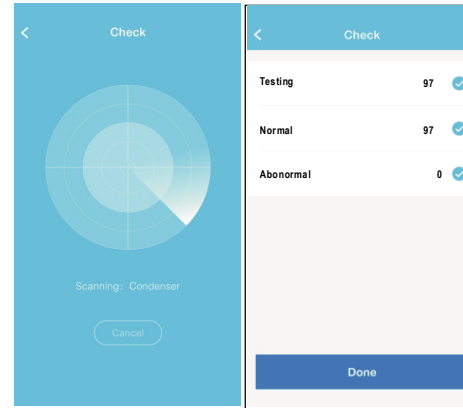 Check
Scanning: Condenser
Cancel
Check
Testing 97
Normal 97
Abonormal 0
Done